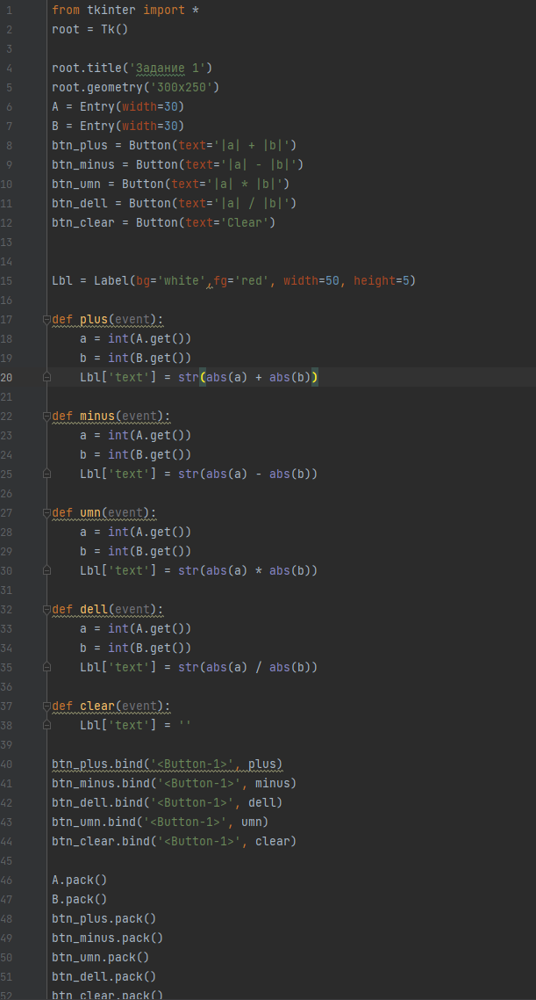 1 from tkinter import *
2 root = Tk()
3
4 root.title('Задание 1')
5 root.geometry('300x250')
6 A = Entry(width=30)
7 B = Entry(width=30)
8 btn_plus = Button(text='|a| + |b|')
9 btn_minus = Button(text='|a| - |b|')
10 btn_umn = Button(text='|a| * |b|')
11 btn_dell = Button(text='|a| / |b|')
12 btn_clear = Button(text='Clear')
13
14
15 Lbl = Label(bg='white',fg='red', width=50, height=5)
16
17 def plus(event):
18     a = int(A.get())
19     b = int(B.get())
20     Lbl['text'] = str(abs(a) + abs(b))
21
22 def minus(event):
23     a = int(A.get())
24     b = int(B.get())
25     Lbl['text'] = str(abs(a) - abs(b))
26
27 def umn(event):
28     a = int(A.get())
29     b = int(B.get())
30     Lbl['text'] = str(abs(a) * abs(b))
31
32 def dell(event):
33     a = int(A.get())
34     b = int(B.get())
35     Lbl['text'] = str(abs(a) / abs(b))
36
37 def clear(event):
38     Lbl['text'] = ''
39
40 btn_plus.bind('<Button-1>', plus)
41 btn_minus.bind('<Button-1>', minus)
42 btn_dell.bind('<Button-1>', dell)
43 btn_umn.bind('<Button-1>', umn)
44 btn_clear.bind('<Button-1>', clear)
45
46 A.pack()
47 B.pack()
48 btn_plus.pack()
49 btn_minus.pack()
50 btn_umn.pack()
51 btn_dell.pack()
52 btn_clear.pack()